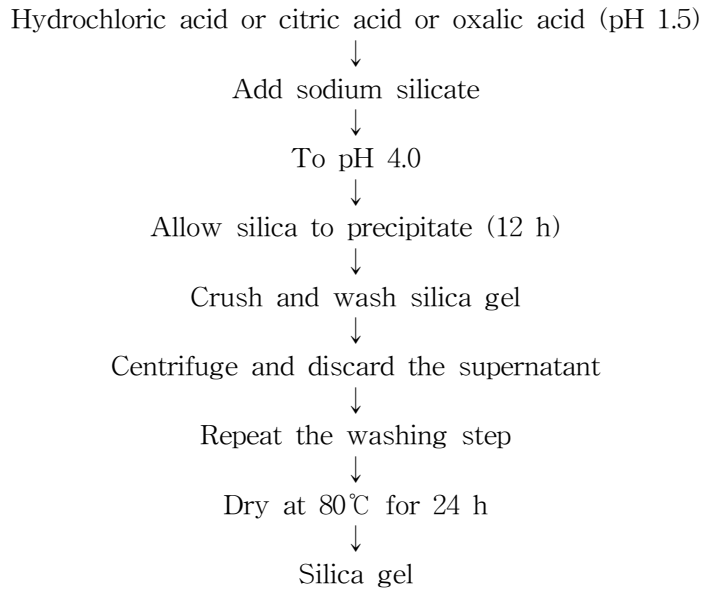 Hydrochloric acid or citric acid or oxalic acid (pH 1.5)
↓
Add sodium silicate
↓
To pH 4.0
↓
Allow silica to precipitate (12 h)
↓
Crush and wash silica gel
↓
Centrifuge and discard the supernatant
↓
Repeat the washing step
↓
Dry at 80℃ for 24 h
↓
Silica gel